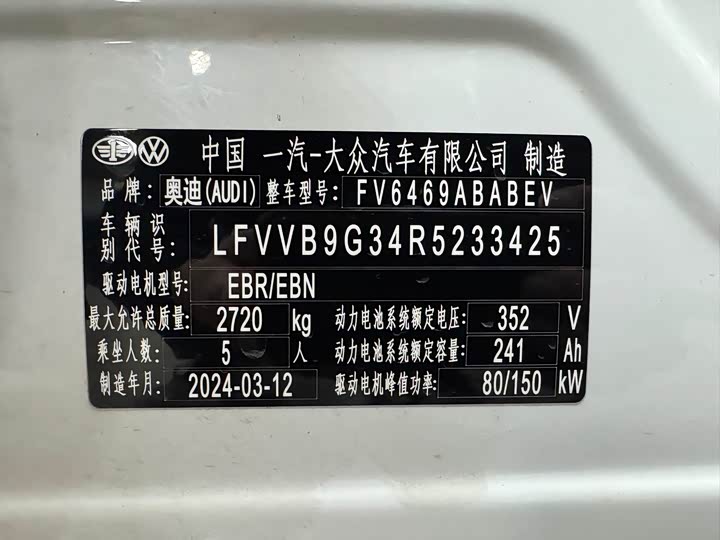 中国 一汽-大众汽车有限公司 制造
品牌: 奥迪(AUDI) 整车型号: FV6469ABABEV
车辆识别代号: LFVVB9G34R5233425
驱动电机型号: EBR/EBN
最大允许总质量: 2720 kg 动力电池系统额定电压: 352 V
乘坐人数: 5 人 动力电池系统额定容量: 241 Ah
制造年月: 2024-03-12 驱动电机峰值功率: 80/150 kW